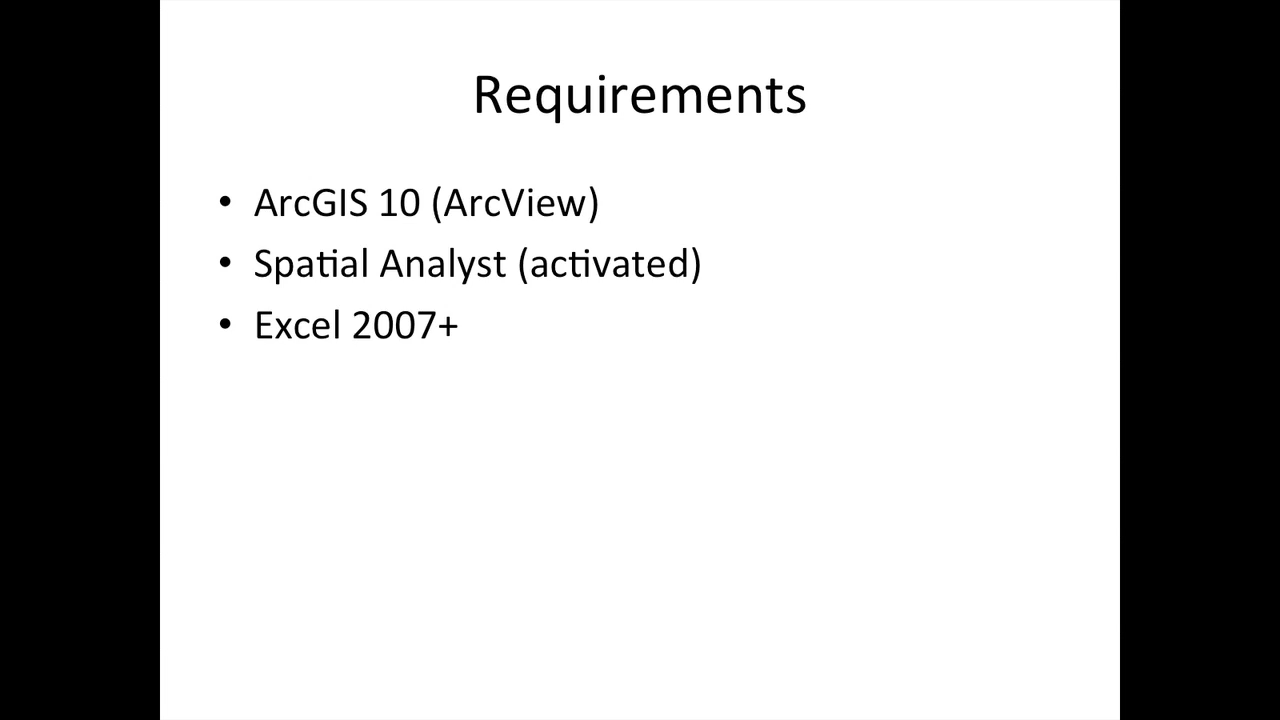 Requirements
• ArcGIS 10 (ArcView)
• Spatial Analyst (activated)
• Excel 2007+